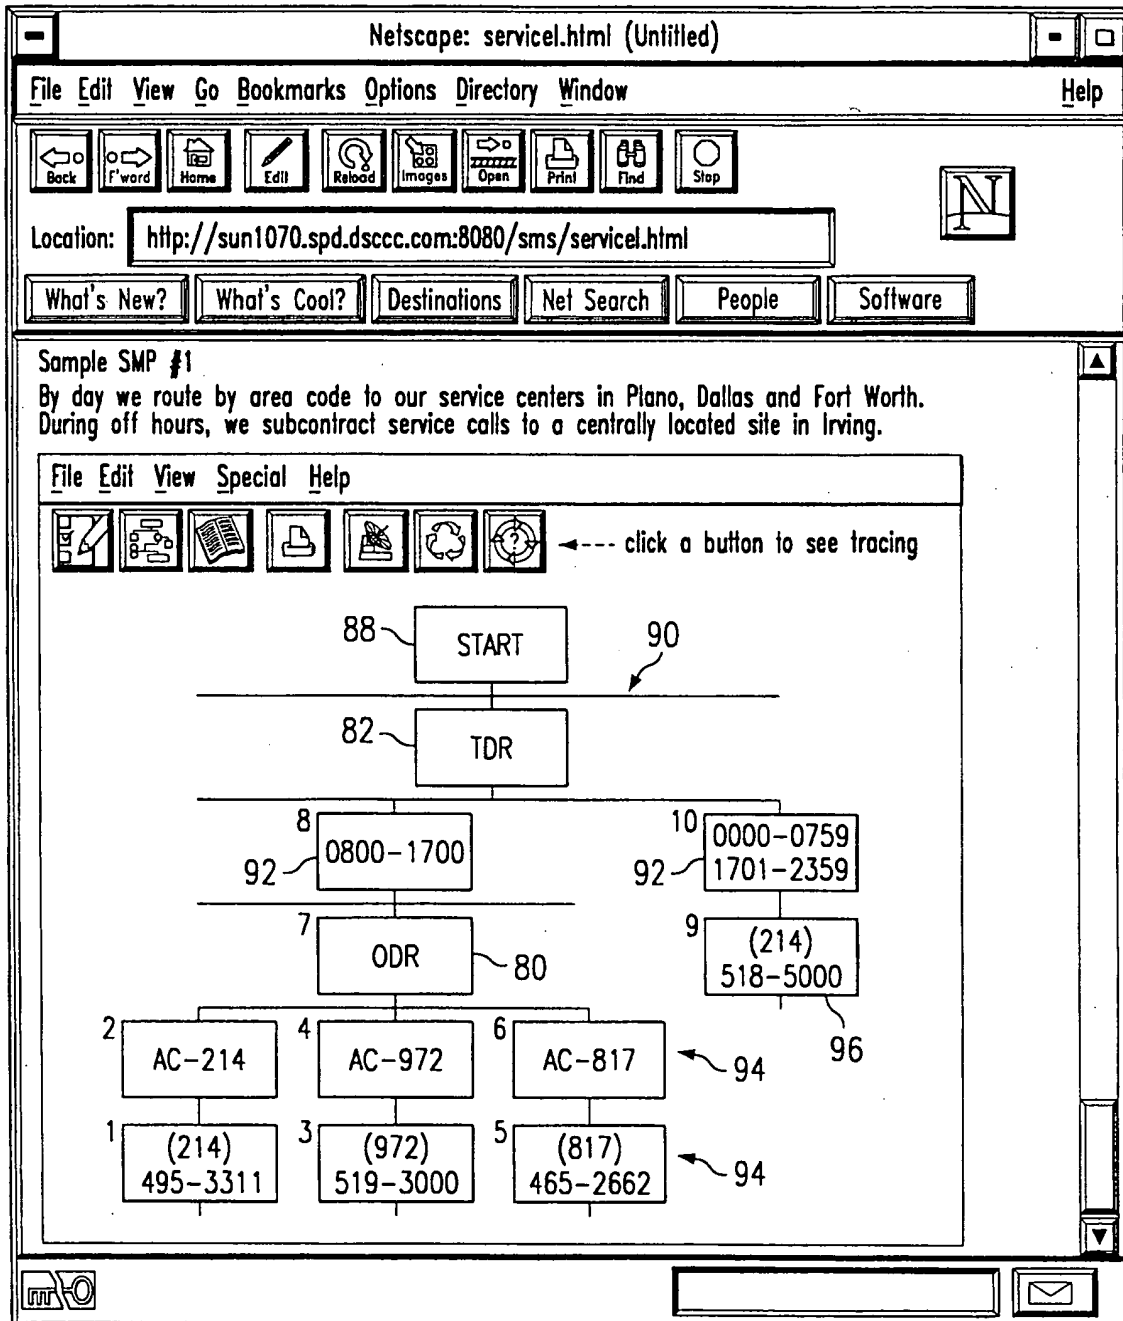 Netscape: servicel.html (Untitled)
File Edit View Go Bookmarks Options Directory Window Help
Back F'word Home Edit Reload Images Open Print Find Stop
N
Location: http://sun1070.spd.dsccc.com:8080/sms/servicel.html
What's New? What's Cool? Destinations Net Search People Software
Sample SMP #1
By day we route by area code to our service centers in Plano, Dallas and Fort Worth.
During off hours, we subcontract service calls to a centrally located site in Irving.
File Edit View Special Help
? click a button to see tracing
88 START
90
82 TDR
8 0800-1700 92
10 0000-0759
92 1701-2359
7 ODR 80
9 (214)
518-5000
96
2 AC-214 4 AC-972 6 AC-817 94
1 (214) 3 (972) 5 (817) 94
495-3311 519-3000 465-2662